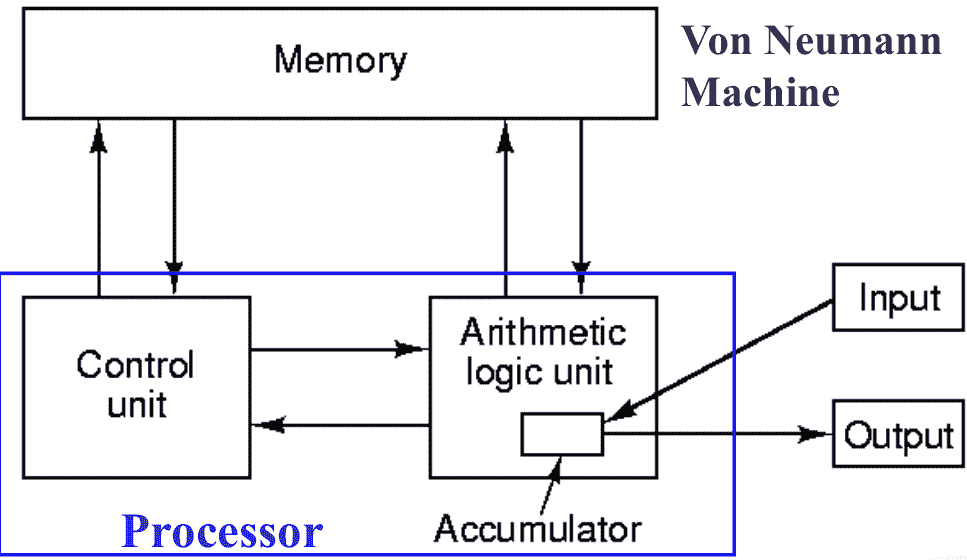 Memory
Von Neumann
Machine
Control
unit
Arithmetic
logic unit
Input
Output
Processor
Accumulator